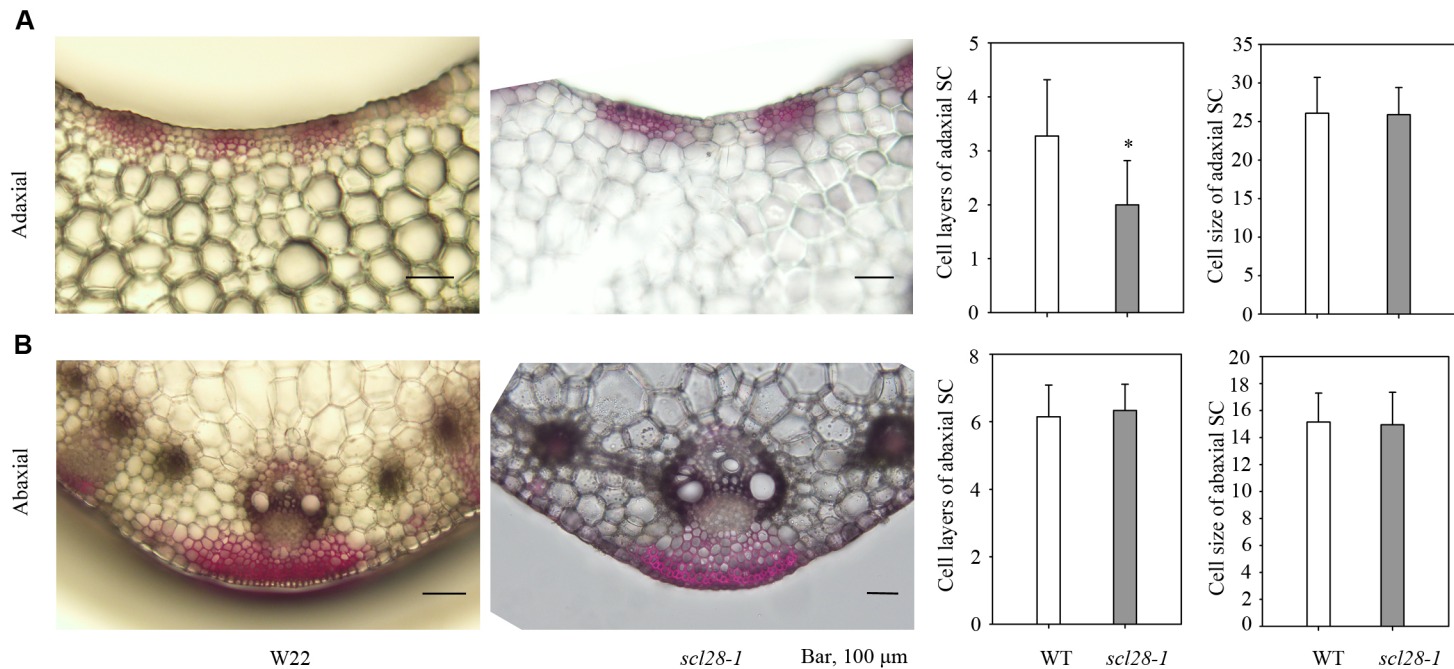 A
Adaxial
Cell layers of adaxial SC
5
4
3
2
1
0
*
Cell size of adaxial SC
35
30
25
20
15
10
5
0
B
Abaxial
Cell layers of abaxial SC
8
6
4
2
0
Cell size of abaxial SC
20
18
16
14
12
10
8
6
4
2
0
W22
scl28-1
Bar, 100 μm
WT scl28-1
WT scl28-1